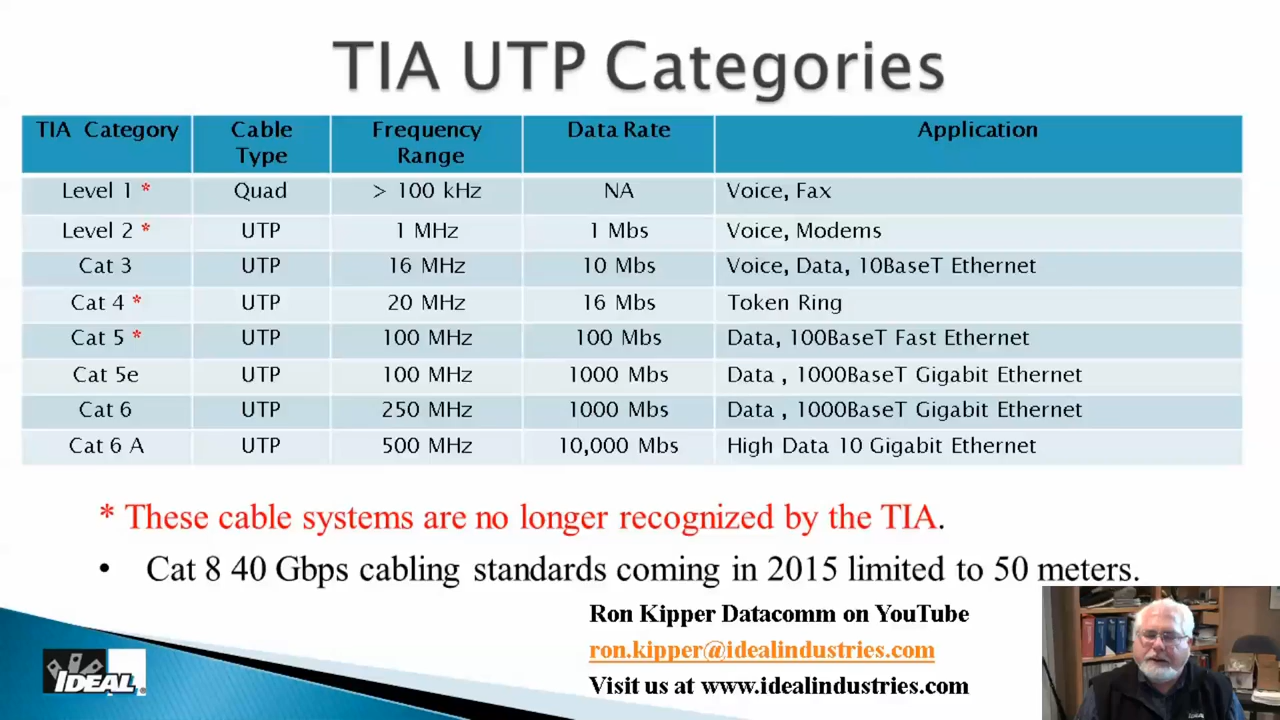 TIA UTP Categories
TIA Category Cable Type Frequency Range Data Rate Application
Level 1 * Quad > 100 kHz NA Voice, Fax
Level 2 * UTP 1 MHz 1 Mbs Voice, Modems
Cat 3 UTP 16 MHz 10 Mbs Voice, Data, 10BaseT Ethernet
Cat 4 * UTP 20 MHz 16 Mbs Token Ring
Cat 5 * UTP 100 MHz 100 Mbs Data, 100BaseT Fast Ethernet
Cat 5e UTP 100 MHz 1000 Mbs Data , 1000BaseT Gigabit Ethernet
Cat 6 UTP 250 MHz 1000 Mbs Data , 1000BaseT Gigabit Ethernet
Cat 6 A UTP 500 MHz 10,000 Mbs High Data 10 Gigabit Ethernet
* These cable systems are no longer recognized by the TIA.
• Cat 8 40 Gbps cabling standards coming in 2015 limited to 50 meters.
Ron Kipper Datacomm on YouTube
ron.kipper@idealindustries.com
Visit us at www.idealindustries.com
IDEAL®